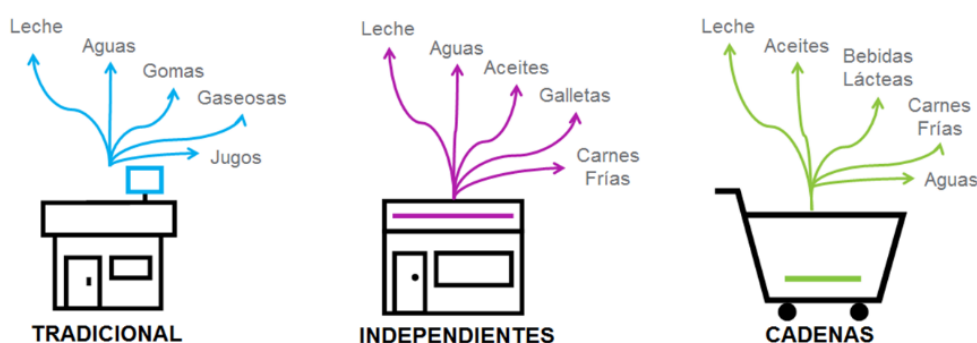 Leche
Aguas
Gomas
Gaseosas
Jugos
TRADICIONAL
Leche
Aguas
Aceites
Galletas
Carnes
Frías
INDEPENDIENTES
Leche
Aceites
Bebidas
Lácteas
Carnes
Frías
Aguas
CADENAS